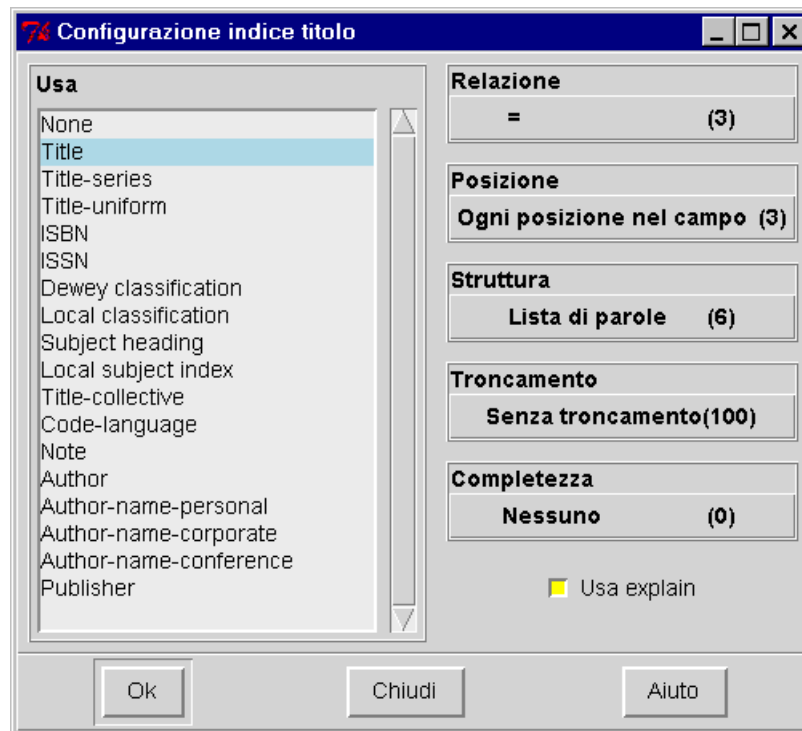 Configurazione indice titolo
Usa
None
Title
Title-series
Title-uniform
ISBN
ISSN
Dewey classification
Local classification
Subject heading
Local subject index
Title-collective
Code-language
Note
Author
Author-name-personal
Author-name-corporate
Author-name-conference
Publisher
Relazione
= (3)
Posizione
Ogni posizione nel campo (3)
Struttura
Lista di parole (6)
Troncamento
Senza troncamento(100)
Completezza
Nessuno (0)
Usa explain
Ok Chiudi Aiuto